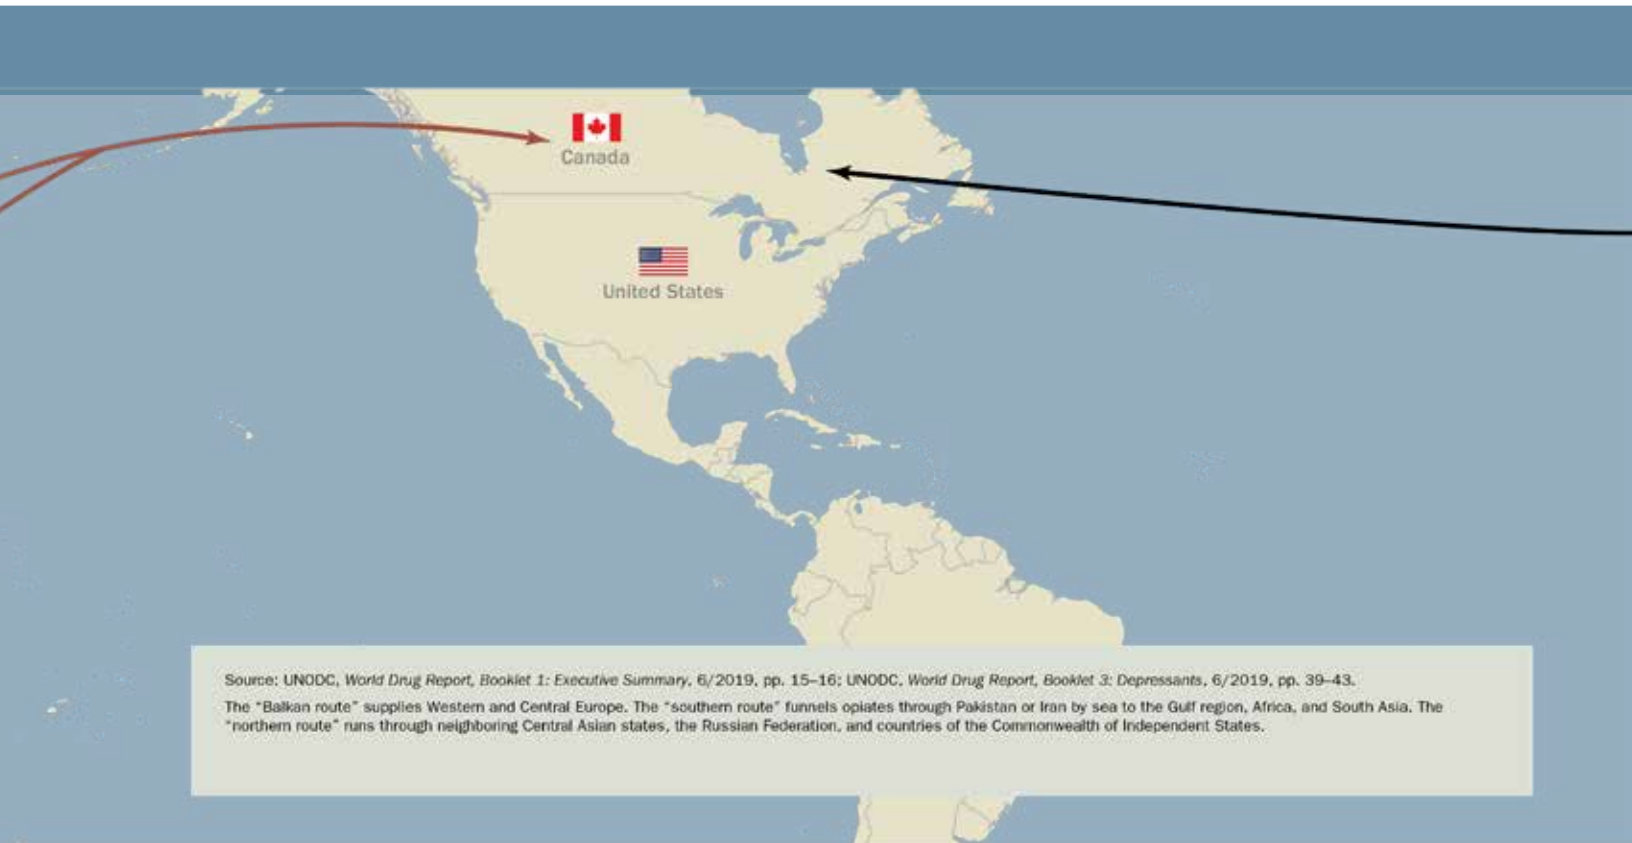 Canada
United States
Source: UNODC, World Drug Report, Booklet 1: Executive Summary, 6/2019, pp. 15–16; UNODC, World Drug Report, Booklet 3: Depressants, 6/2019, pp. 39–43.
The “Balkan route” supplies Western and Central Europe. The “southern route” funnels opiates through Pakistan or Iran by sea to the Gulf region, Africa, and South Asia. The
“northern route” runs through neighboring Central Asian states, the Russian Federation, and countries of the Commonwealth of Independent States.